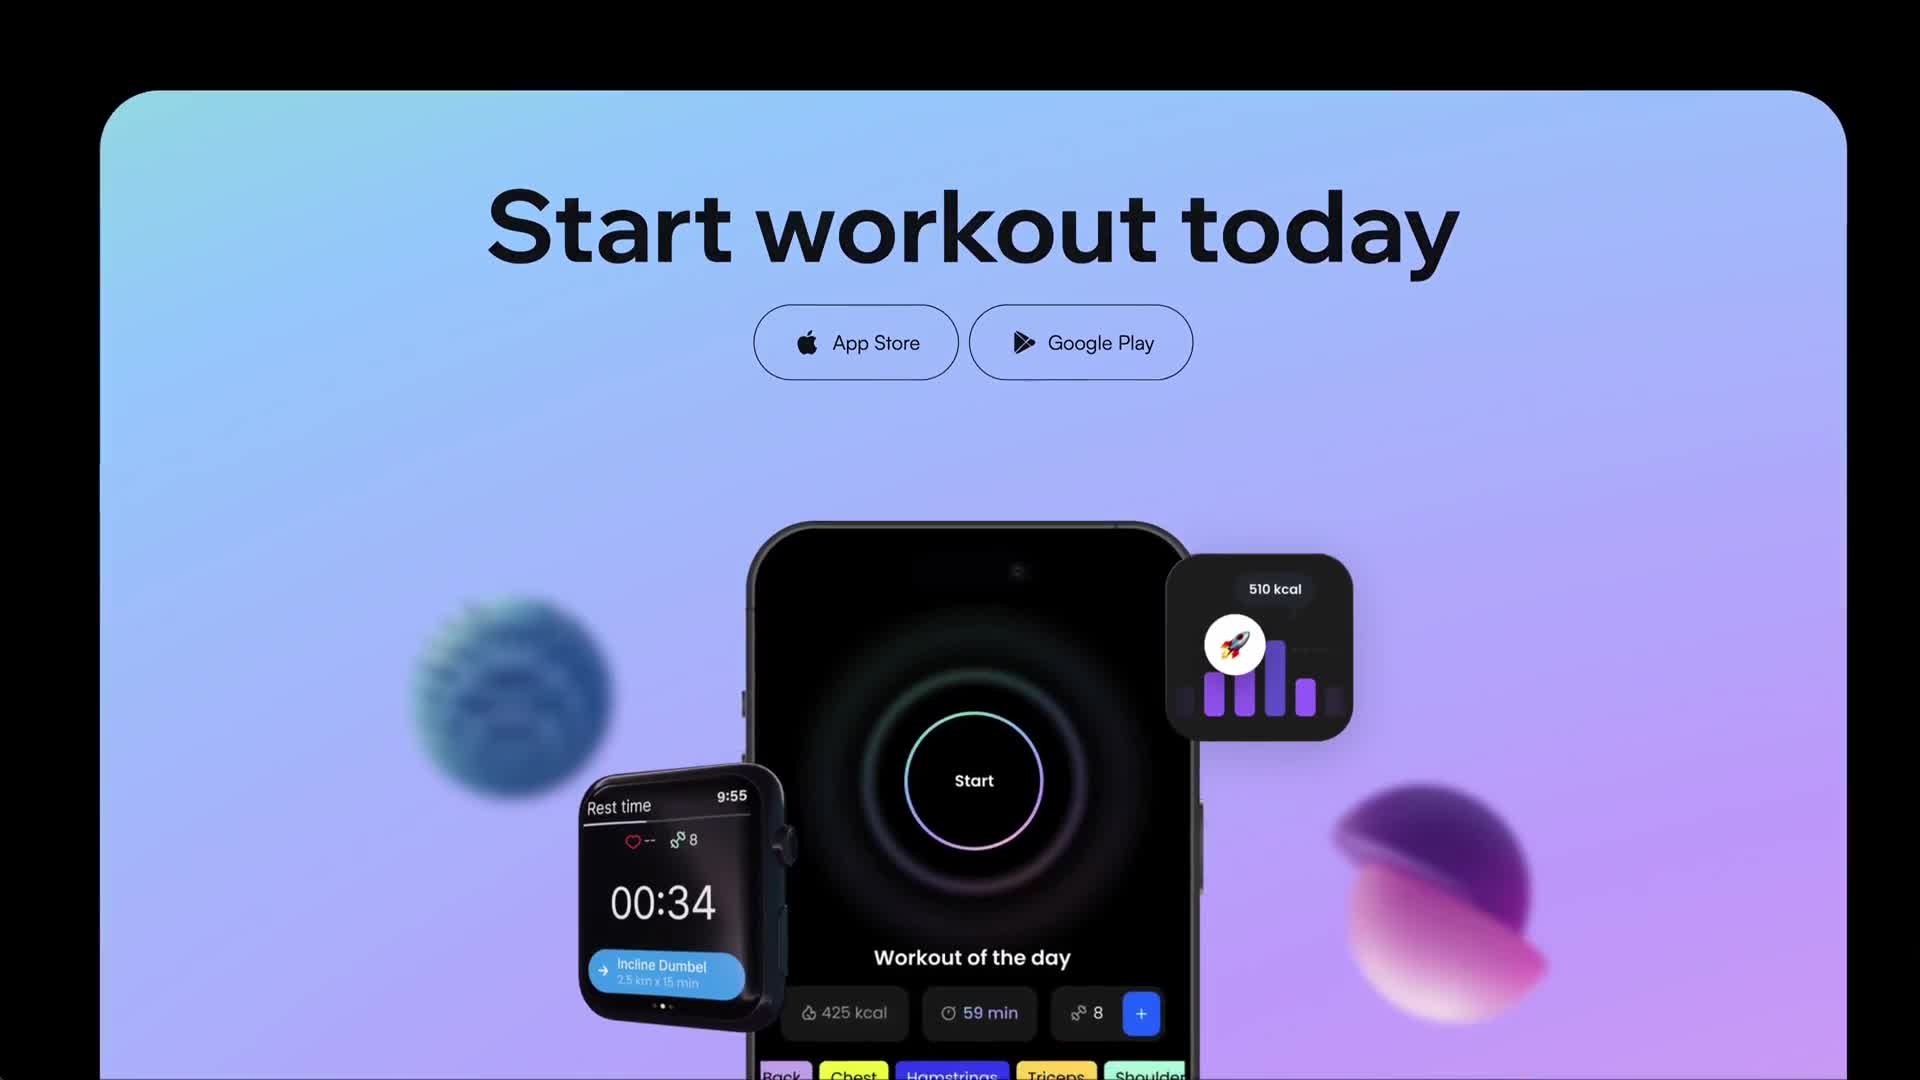 Start workout today
App Store
Google Play
510 kcal
Start
Rest time
9:55
-- 8
00:34
Incline Dumbel
2.5 km x 15 min
Workout of the day
425 kcal
59 min
8 +
Back
Chest
Hamstrings
Triceps
Shoulder